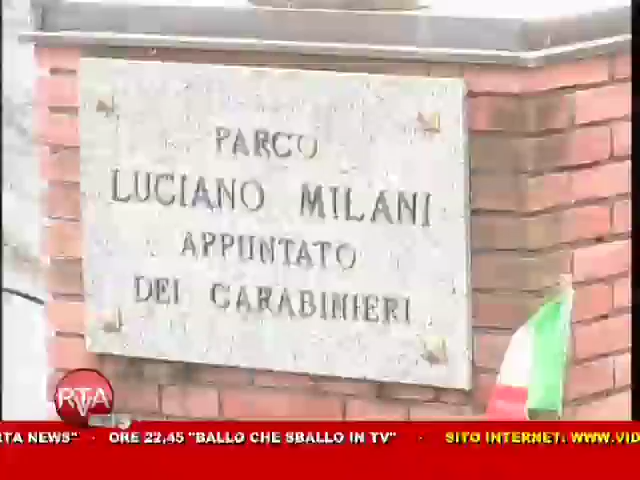 PARCO
LUCIANO MILANI
APPUNTATO
DEI CARABINIERI
RTA
RTA NEWS" · ORE 22,45 "BALLO CHE SBALLO IN TV" · SITO INTERNET: WWW.VID